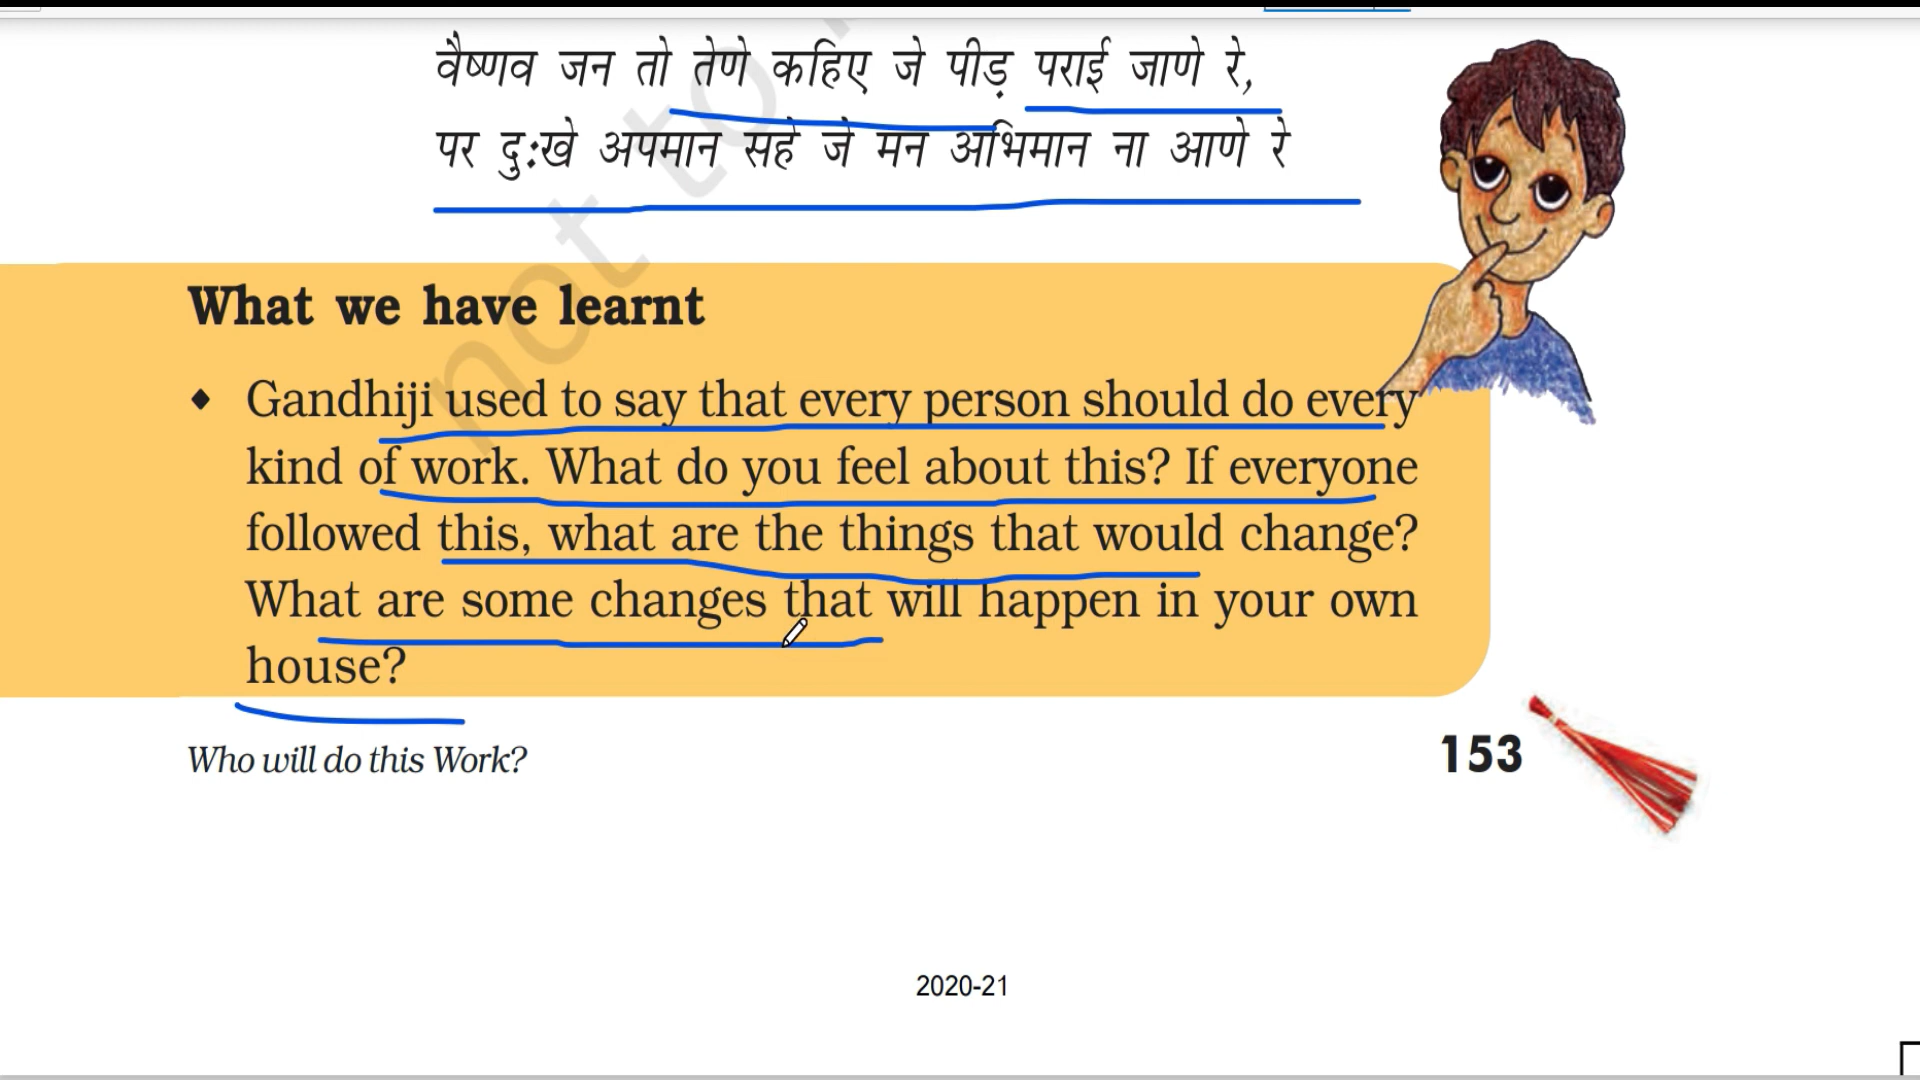 वैष्णव जन तो तेणे कहिए जे पीड़ पराई जाणे रे,
पर दुःखे अपमान सहे जे मन अभिमान ना आणे रे
What we have learnt
♦ Gandhiji used to say that every person should do every
kind of work. What do you feel about this? If everyone
followed this, what are the things that would change?
What are some changes that will happen in your own
house?
Who will do this Work?
153
2020-21
not to